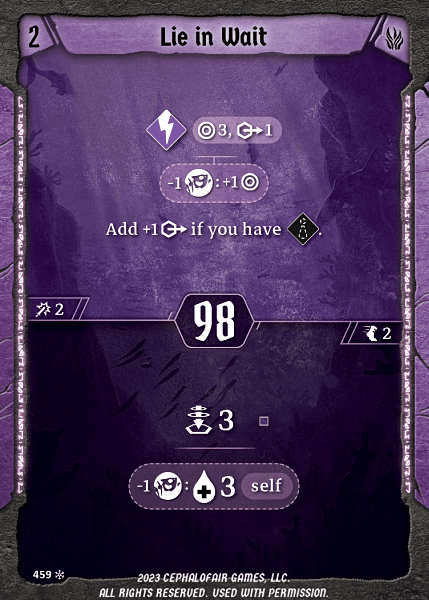 2 Lie in Wait
3, 1
-1 : +1
Add +1 if you have .
2
98
2
3
-1 : 3 self
459
2023 CEPHALOFAIR GAMES, LLC.
ALL RIGHTS RESERVED. USED WITH PERMISSION.